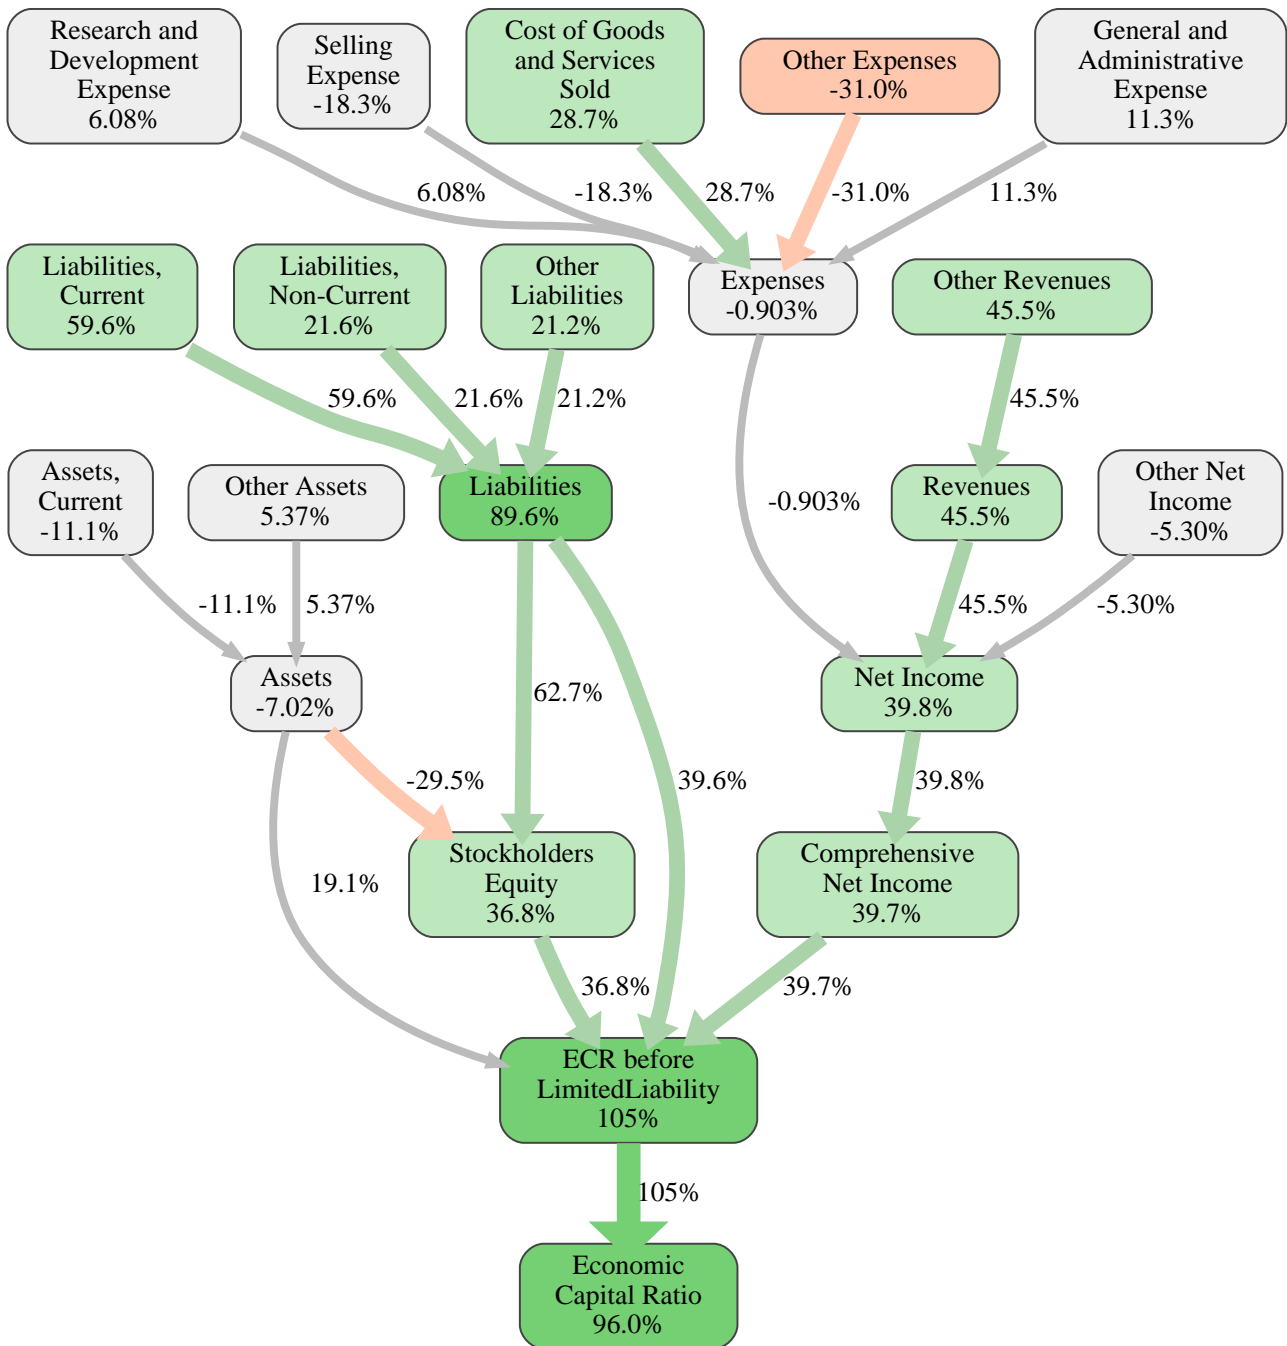 Research and
Development
Expense
6.08%
Selling
Expense
-18.3%
Cost of Goods
and Services
Sold
28.7%
Other Expenses
-31.0%
General and
Administrative
Expense
11.3%
6.08%
-18.3%
28.7%
-31.0%
11.3%
Liabilities,
Current
59.6%
Liabilities,
Non-Current
21.6%
Other
Liabilities
21.2%
Expenses
-0.903%
Other Revenues
45.5%
59.6%
21.6%
21.2%
45.5%
Assets,
Current
-11.1%
Other Assets
5.37%
Liabilities
89.6%
-0.903%
Revenues
45.5%
Other Net
Income
-5.30%
-11.1%
5.37%
45.5%
-5.30%
Assets
-7.02%
62.7%
Net Income
39.8%
-29.5%
39.6%
39.8%
19.1%
Stockholders
Equity
36.8%
Comprehensive
Net Income
39.7%
36.8%
39.7%
ECR before
LimitedLiability
105%
105%
Economic
Capital Ratio
96.0%